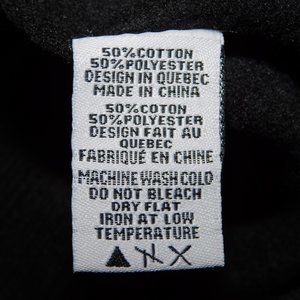 50%COTTON
50%POLYESTER
DESIGN IN QUEBEC
MADE IN CHINA
50%COTON
50%POLYESTER
DESIGN FAIT AU
QUEBEC
FABRIQUÉ EN CHINE
MACHINE WASH COLD
DO NOT BLEACH
DRY FLAT
IRON AT LOW
TEMPERATURE